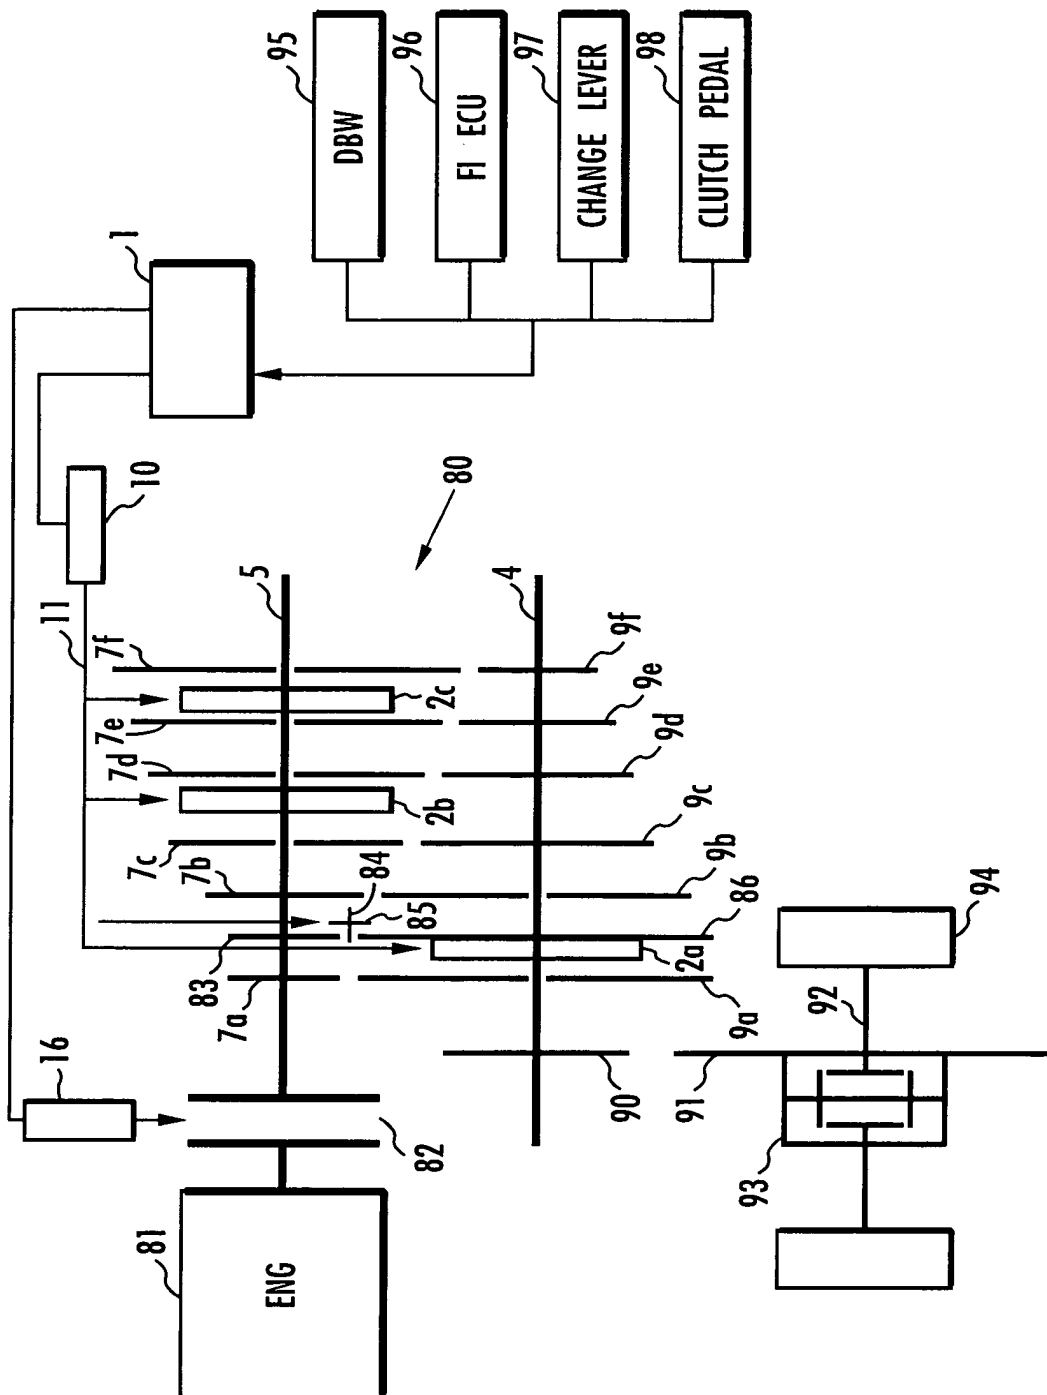 95
DBW
96
FI ECU
97
CHANGE LEVER
98
CLUTCH PEDAL
1
10
80
11
5
4
7f
9f
2c
9e
7e
7d
9d
2b
9c
7c
7b
84
9b
85
86
83
2a
7a
9a
94
92
16
90
91
82
93
81
ENG